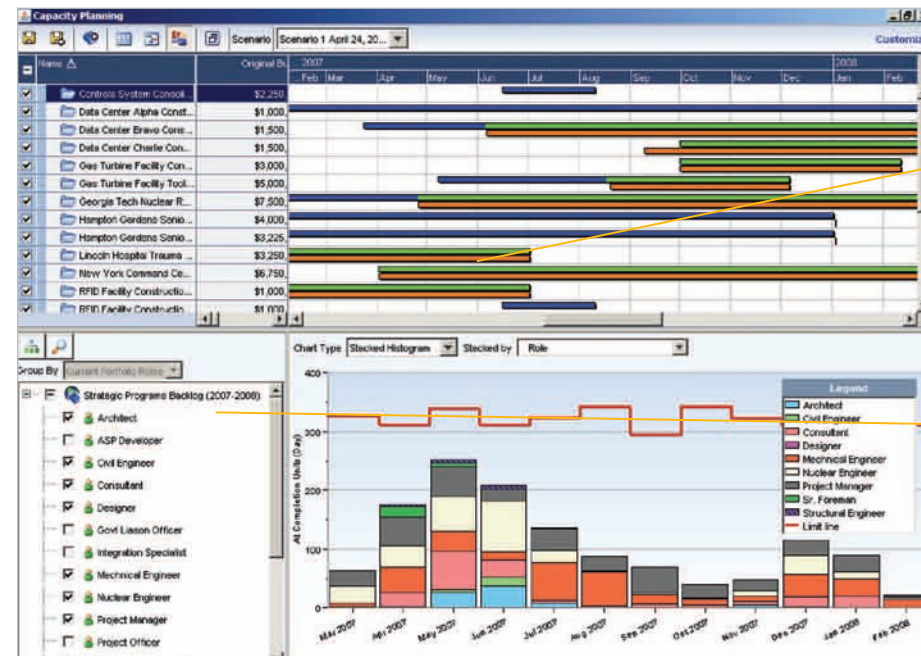 Capacity Planning
Scenario Scenario 1 April 24, 20... Customiz
Name Original Bu
2007 2008
Feb Mar Apr May Jun Jul Aug Sep Oct Nov Dec Jan Feb
Controls System Consoli... $2,250
Data Center Alpha Const... $1,000,
Data Center Bravo Cons... $1,500,
Data Center Charlie Con... $1,500,
Gas Turbine Facility Con... $3,000,
Gas Turbine Facility Tool... $5,000,
Georgia Tech Nuclear R... $7,500,
Hampton Gardens Senio... $4,000,
Hampton Gardens Senio... $3,225,
Lincoln Hospital Trauma ... $3,250,
New York Command Ce... $6,750,
RFID Facility Constructio... $1,000,
RFID Facility Constructio... $1,000
Group By Current Portfolio Roles
Strategic Programs Backlog (2007-2008)
Architect
ASP Developer
Civil Engineer
Consultant
Designer
Govt Liason Officer
Integration Specialist
Mechnical Engineer
Nuclear Engineer
Project Manager
Project Officer
Chart Type Stacked Histogram Stacked by Role
At Completion Units (Day)
400
300
200
100
0
Mar 2007 Apr 2007 May 2007 Jun 2007 Jul 2007 Aug 2007 Sep 2007 Oct 2007 Nov 2007 Dec 2007 Jan 2008 Feb 2008
Legend
Architect
Civil Engineer
Consultant
Designer
Mechnical Engineer
Nuclear Engineer
Project Manager
Sr. Foreman
Structural Engineer
Limit line